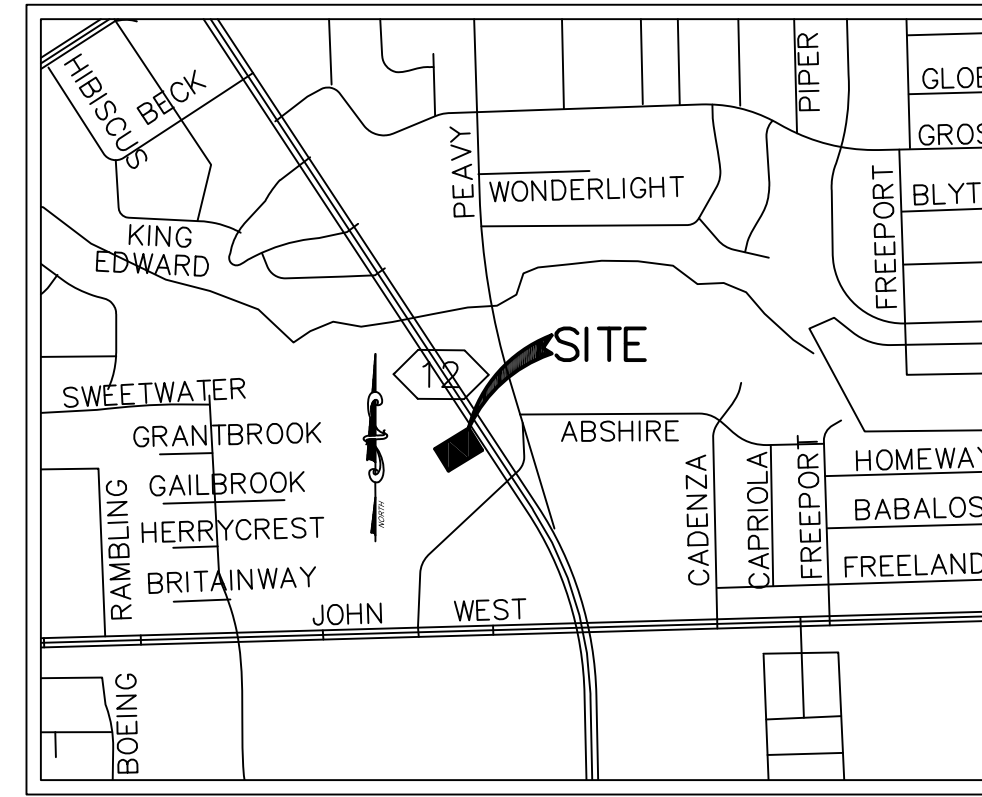 PIPER
HIBISCUS
BECK
GLOB
GROS
PEAVY
WONDERLIGHT
FREEPORT
BLYT
KING
EDWARD
SITE
12
SWEETWATER
GRANTBROOK
ABSHIRE
GAILBROOK
NORTH
HOMEWAY
RAMBLING
HERRYCREST
CADENZA
CAPRIOLA
FREEPORT
BABALOS
BRITAINWAY
FREELAND
JOHN WEST
BOEING